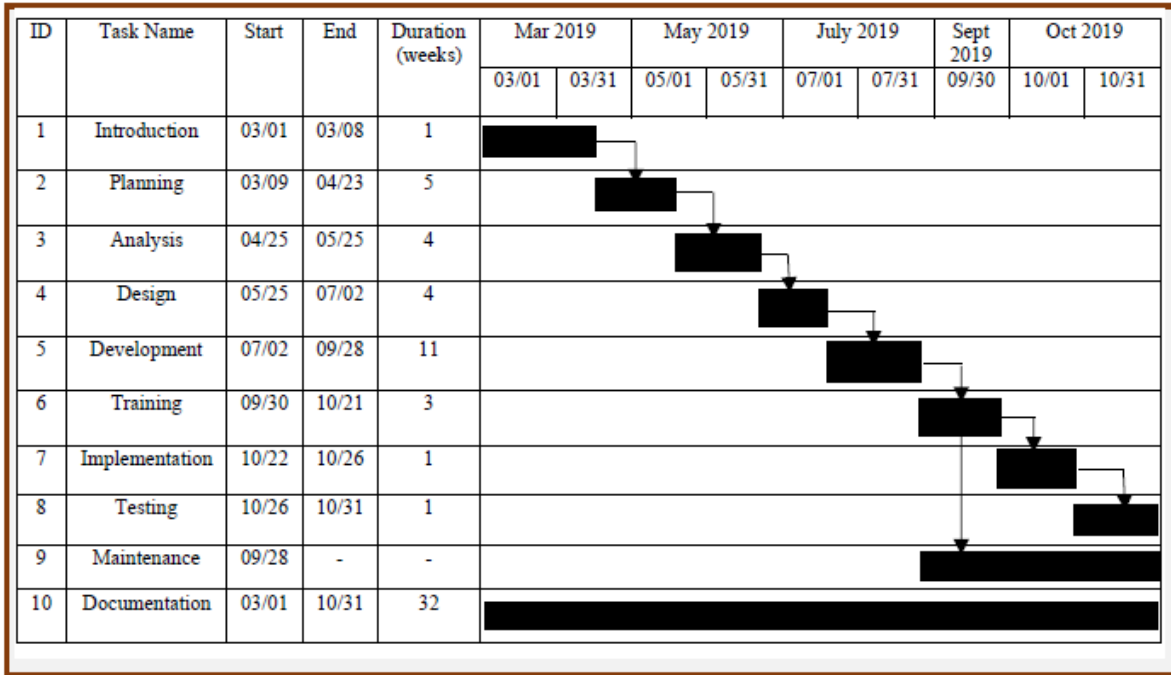 ID Task Name Start End Duration (weeks) Mar 2019 May 2019 July 2019 Sept 2019 Oct 2019
03/01 03/31 05/01 05/31 07/01 07/31 09/30 10/01 10/31
1 Introduction 03/01 03/08 1
2 Planning 03/09 04/23 5
3 Analysis 04/25 05/25 4
4 Design 05/25 07/02 4
5 Development 07/02 09/28 11
6 Training 09/30 10/21 3
7 Implementation 10/22 10/26 1
8 Testing 10/26 10/31 1
9 Maintenance 09/28 - -
10 Documentation 03/01 10/31 32